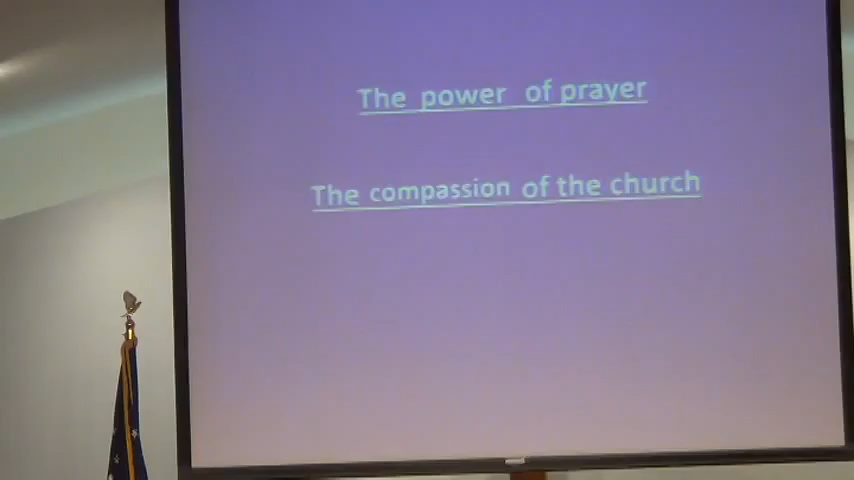 The power of prayer
The compassion of the church